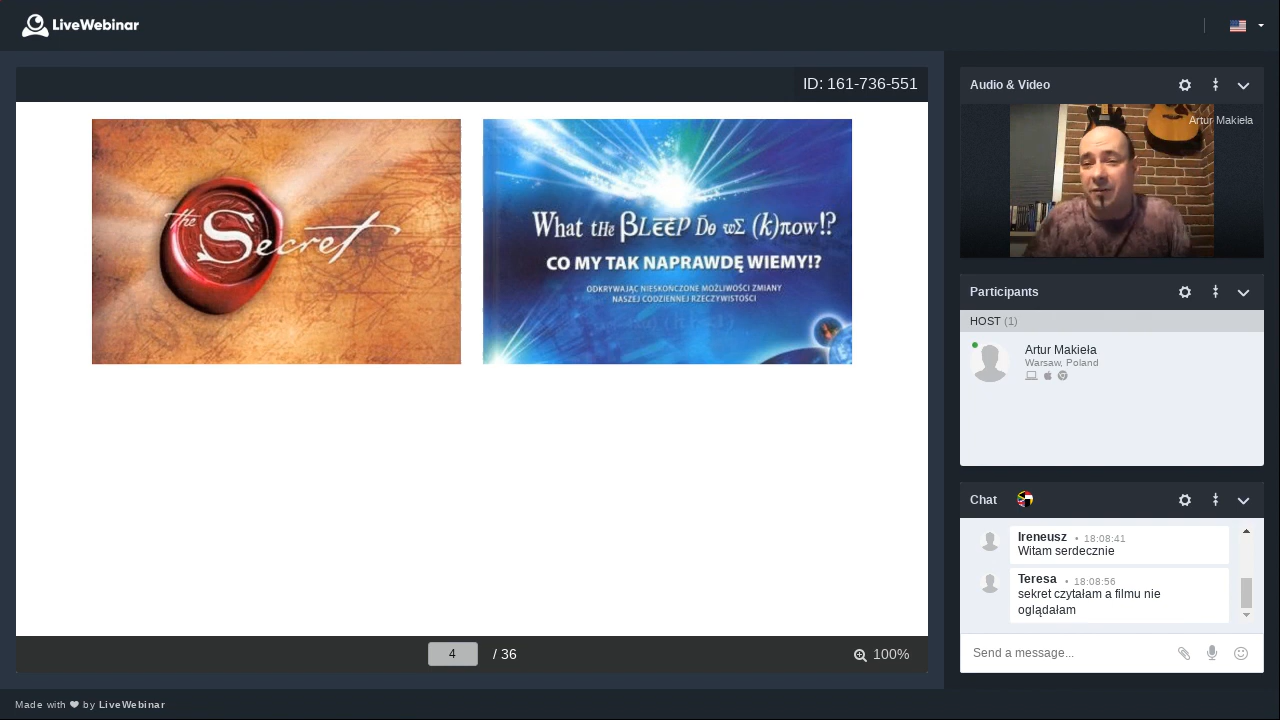 LiveWebinar
ID: 161-736-551
the Secret
What tHe βLΣΣP D̄ө wΣ (k)πow!?
CO MY TAK NAPRAWDĘ WIEMY!?
ODKRYWAJĄC NIESKOŃCZONE MOŻLIWOŚCI ZMIANY
NASZEJ CODZIENNEJ RZECZYWISTOŚCI
4 / 36
100%
Audio & Video
Artur Makieła
Participants
HOST (1)
Artur Makieła
Warsaw, Poland
Chat
Ireneusz • 18:08:41
Witam serdecznie
Teresa • 18:08:56
sekret czytałam a filmu nie
oglądałam
Send a message...
Made with ❤ by LiveWebinar